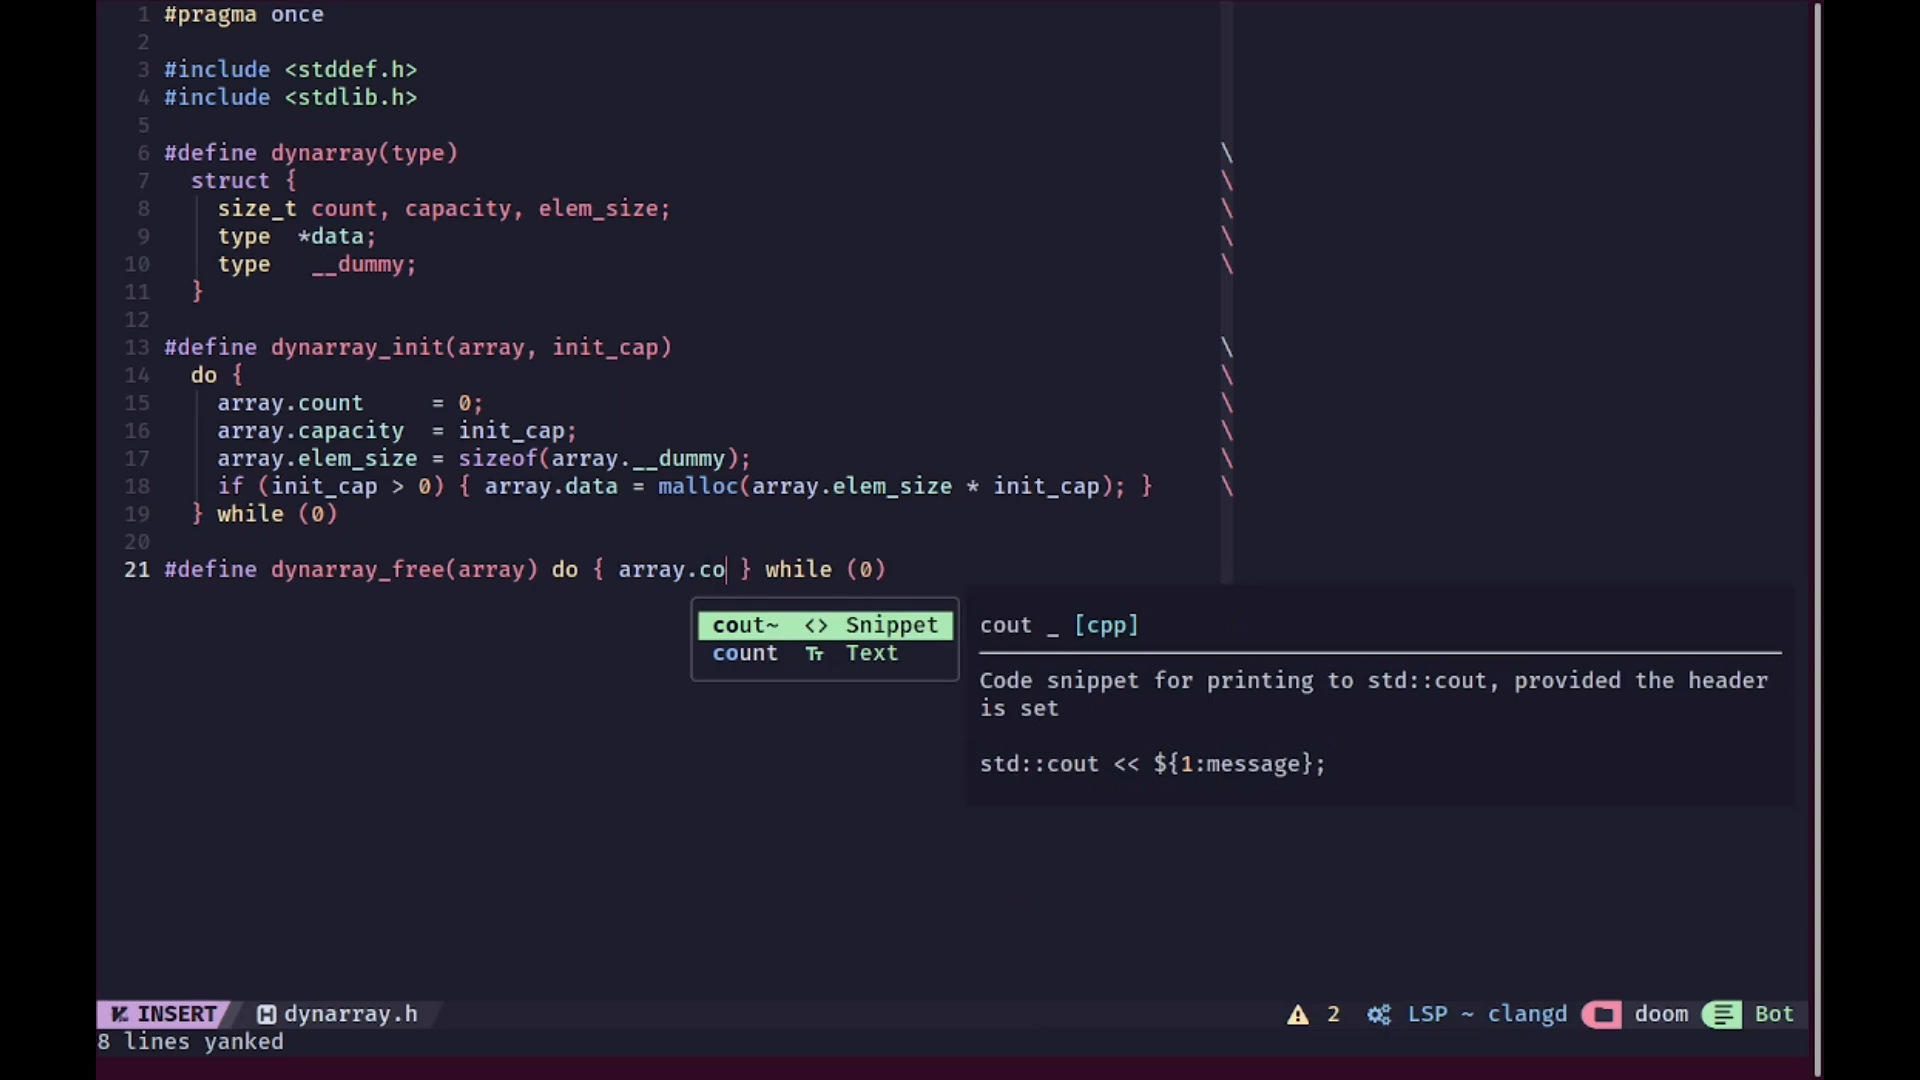 1 #pragma once
2
3 #include <stddef.h>
4 #include <stdlib.h>
5
6 #define dynarray(type) \
7 struct { \
8 size_t count, capacity, elem_size; \
9 type *data; \
10 type __dummy; \
11 }
12
13 #define dynarray_init(array, init_cap) \
14 do { \
15 array.count = 0; \
16 array.capacity = init_cap; \
17 array.elem_size = sizeof(array.__dummy); \
18 if (init_cap > 0) { array.data = malloc(array.elem_size * init_cap); } \
19 } while (0)
20
21 #define dynarray_free(array) do { array.co } while (0)
cout~ <> Snippet
count Tт Text
cout _ [cpp]
Code snippet for printing to std::cout, provided the header
is set
std::cout << ${1:message};
INSERT dynarray.h 2 LSP ~ clangd doom Bot
8 lines yanked